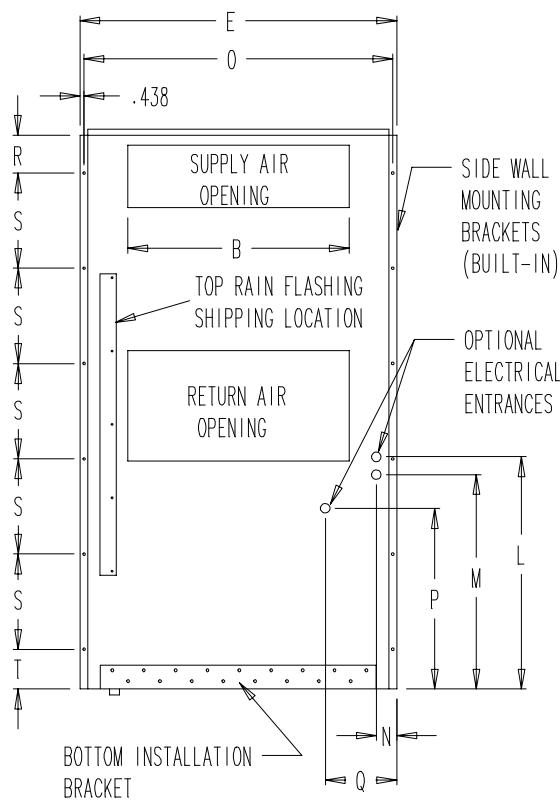 E
O
.438
R
SUPPLY AIR
OPENING
SIDE WALL
MOUNTING
BRACKETS
(BUILT-IN)
S
B
TOP RAIN FLASHING
SHIPPING LOCATION
S
OPTIONAL
ELECTRICAL
ENTRANCES
S
RETURN AIR
OPENING
S
L
M
P
S
T
N
BOTTOM INSTALLATION
BRACKET
Q